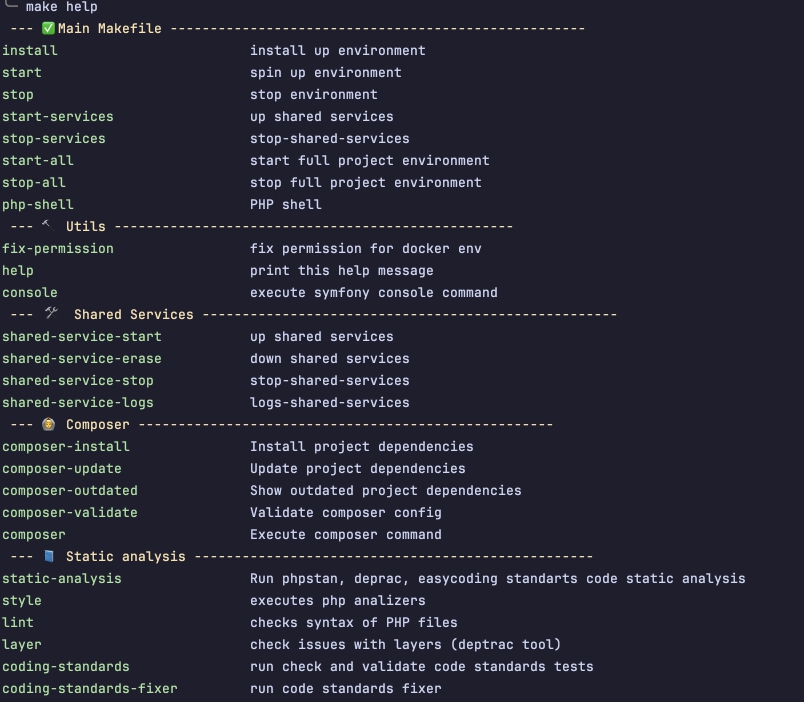 make help
--- ✅Main Makefile ----------------------------------------------------
install install up environment
start spin up environment
stop stop environment
start-services up shared services
stop-services stop-shared-services
start-all start full project environment
stop-all stop full project environment
php-shell PHP shell
--- 🔨 Utils --------------------------------------------------
fix-permission fix permission for docker env
help print this help message
console execute symfony console command
--- 🛠 Shared Services ----------------------------------------------------
shared-service-start up shared services
shared-service-erase down shared services
shared-service-stop stop-shared-services
shared-service-logs logs-shared-services
--- 🙆 Composer ----------------------------------------------------
composer-install Install project dependencies
composer-update Update project dependencies
composer-outdated Show outdated project dependencies
composer-validate Validate composer config
composer Execute composer command
--- 📘 Static analysis --------------------------------------------------
static-analysis Run phpstan, deprac, easycoding standarts code static analysis
style executes php analizers
lint checks syntax of PHP files
layer check issues with layers (deptrac tool)
coding-standards run check and validate code standards tests
coding-standards-fixer run code standards fixer